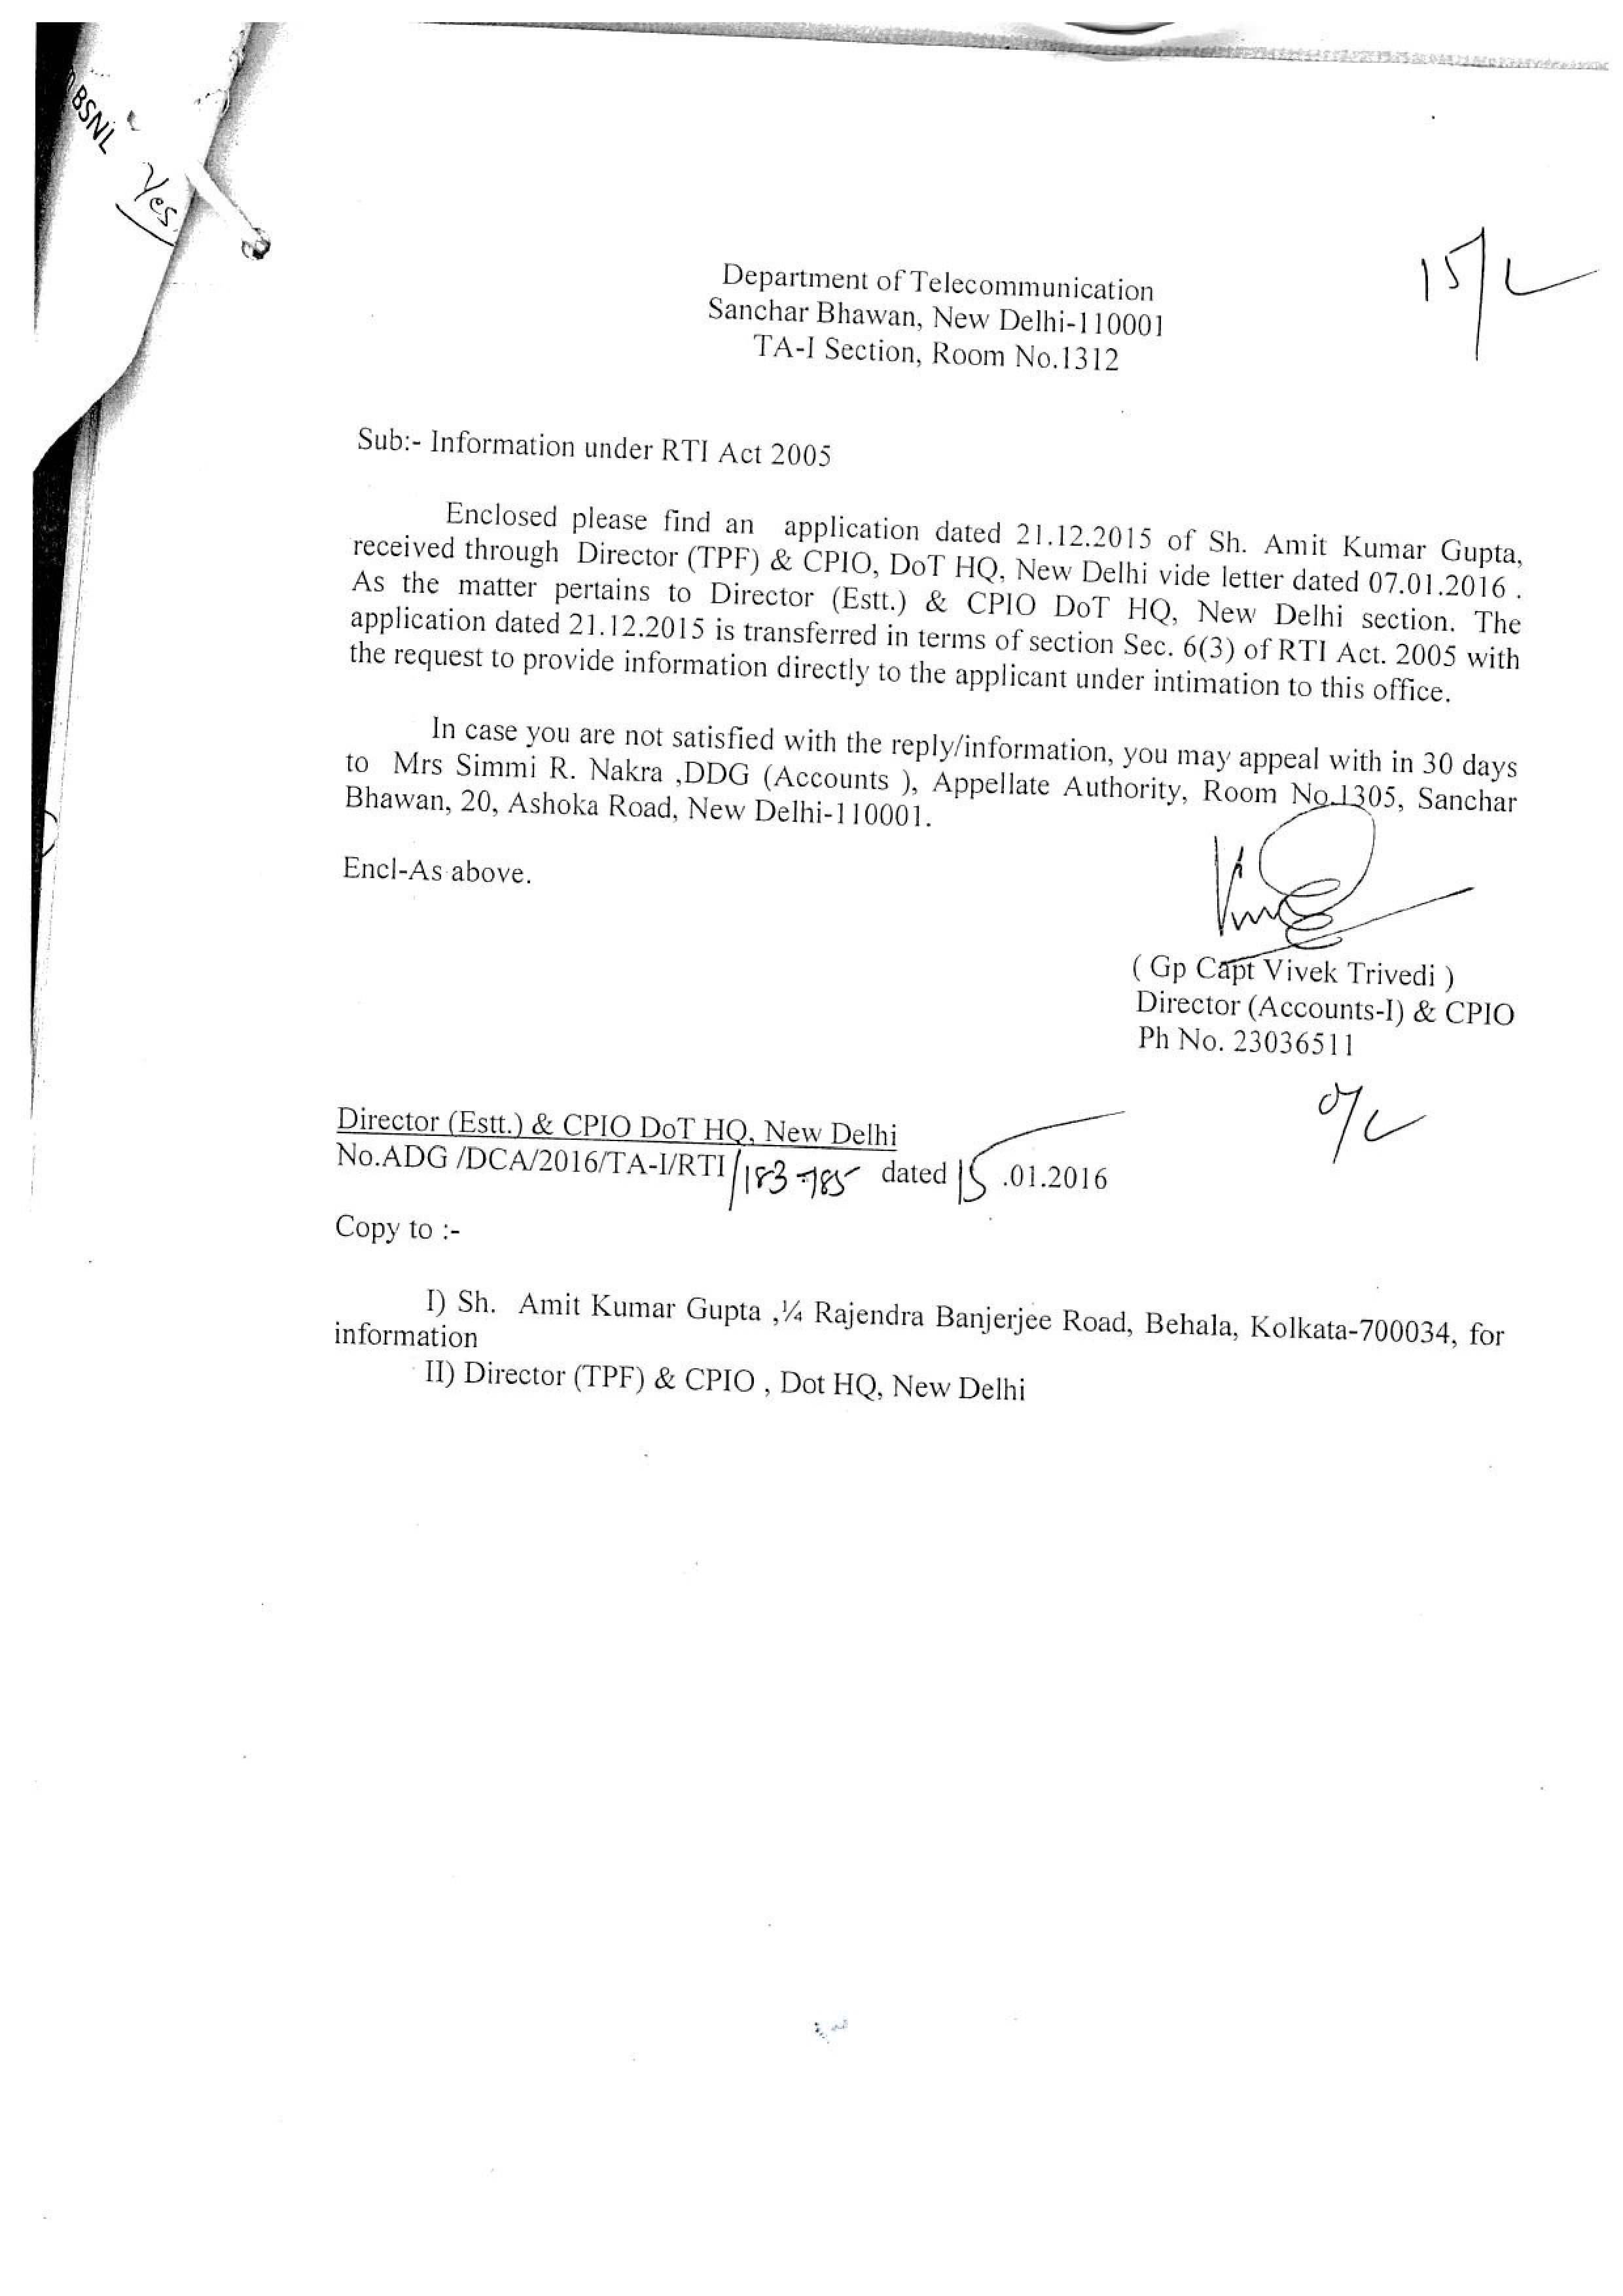 BSNL
Yes
15/C
Department of Telecommunication
Sanchar Bhawan, New Delhi-110001
TA-I Section, Room No.1312
Sub:- Information under RTI Act 2005
Enclosed please find an application dated 21.12.2015 of Sh. Amit Kumar Gupta,
received through Director (TPF) & CPIO, DoT HQ, New Delhi vide letter dated 07.01.2016 .
As the matter pertains to Director (Estt.) & CPIO DoT HQ, New Delhi section. The
application dated 21.12.2015 is transferred in terms of section Sec. 6(3) of RTI Act. 2005 with
the request to provide information directly to the applicant under intimation to this office.
In case you are not satisfied with the reply/information, you may appeal with in 30 days
to Mrs Simmi R. Nakra ,DDG (Accounts ), Appellate Authority, Room No.1305, Sanchar
Bhawan, 20, Ashoka Road, New Delhi-110001.
Encl-As above.
( Gp Capt Vivek Trivedi )
Director (Accounts-I) & CPIO
Ph No. 23036511
O/C
Director (Estt.) & CPIO DoT HQ, New Delhi
No.ADG /DCA/2016/TA-I/RTI/183-185 dated 15.01.2016
Copy to :-
I) Sh. Amit Kumar Gupta ,¼ Rajendra Banjerjee Road, Behala, Kolkata-700034, for
information
II) Director (TPF) & CPIO , Dot HQ, New Delhi